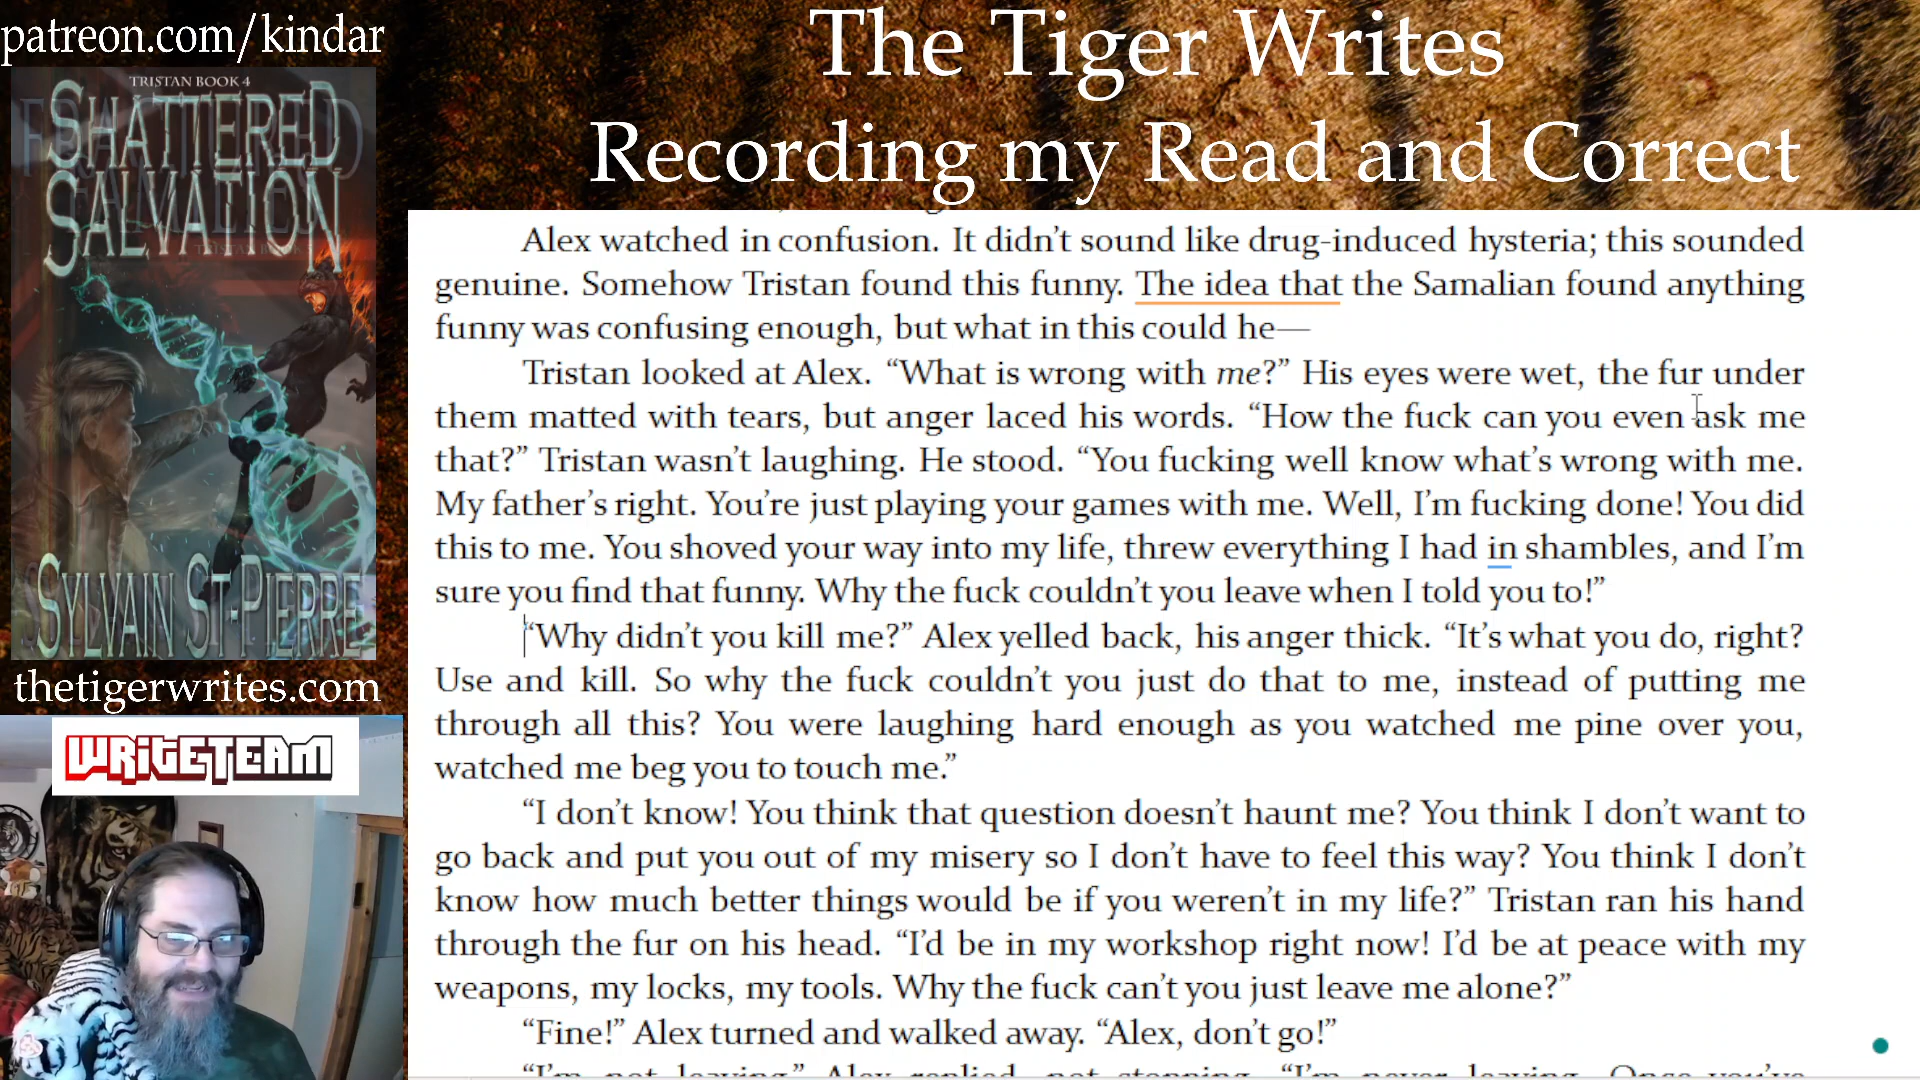 patreon.com/kindar
The Tiger Writes
Recording my Read and Correct
TRISTAN BOOK 4
SHATTERED
SALVATION
SYLVAIN ST-PIERRE
thetigerwrites.com
WRITETEAM
Alex watched in confusion. It didn’t sound like drug-induced hysteria; this sounded
genuine. Somehow Tristan found this funny. The idea that the Samalian found anything
funny was confusing enough, but what in this could he—
Tristan looked at Alex. “What is wrong with me?” His eyes were wet, the fur under
them matted with tears, but anger laced his words. “How the fuck can you even ask me
that?” Tristan wasn’t laughing. He stood. “You fucking well know what’s wrong with me.
My father’s right. You’re just playing your games with me. Well, I’m fucking done! You did
this to me. You shoved your way into my life, threw everything I had in shambles, and I’m
sure you find that funny. Why the fuck couldn’t you leave when I told you to!”
“Why didn’t you kill me?” Alex yelled back, his anger thick. “It’s what you do, right?
Use and kill. So why the fuck couldn’t you just do that to me, instead of putting me
through all this? You were laughing hard enough as you watched me pine over you,
watched me beg you to touch me.”
“I don’t know! You think that question doesn’t haunt me? You think I don’t want to
go back and put you out of my misery so I don’t have to feel this way? You think I don’t
know how much better things would be if you weren’t in my life?” Tristan ran his hand
through the fur on his head. “I’d be in my workshop right now! I’d be at peace with my
weapons, my locks, my tools. Why the fuck can’t you just leave me alone?”
“Fine!” Alex turned and walked away. “Alex, don’t go!”
“I’m not leaving,” Alex replied, not stopping. “I’m never leaving. Once you’ve